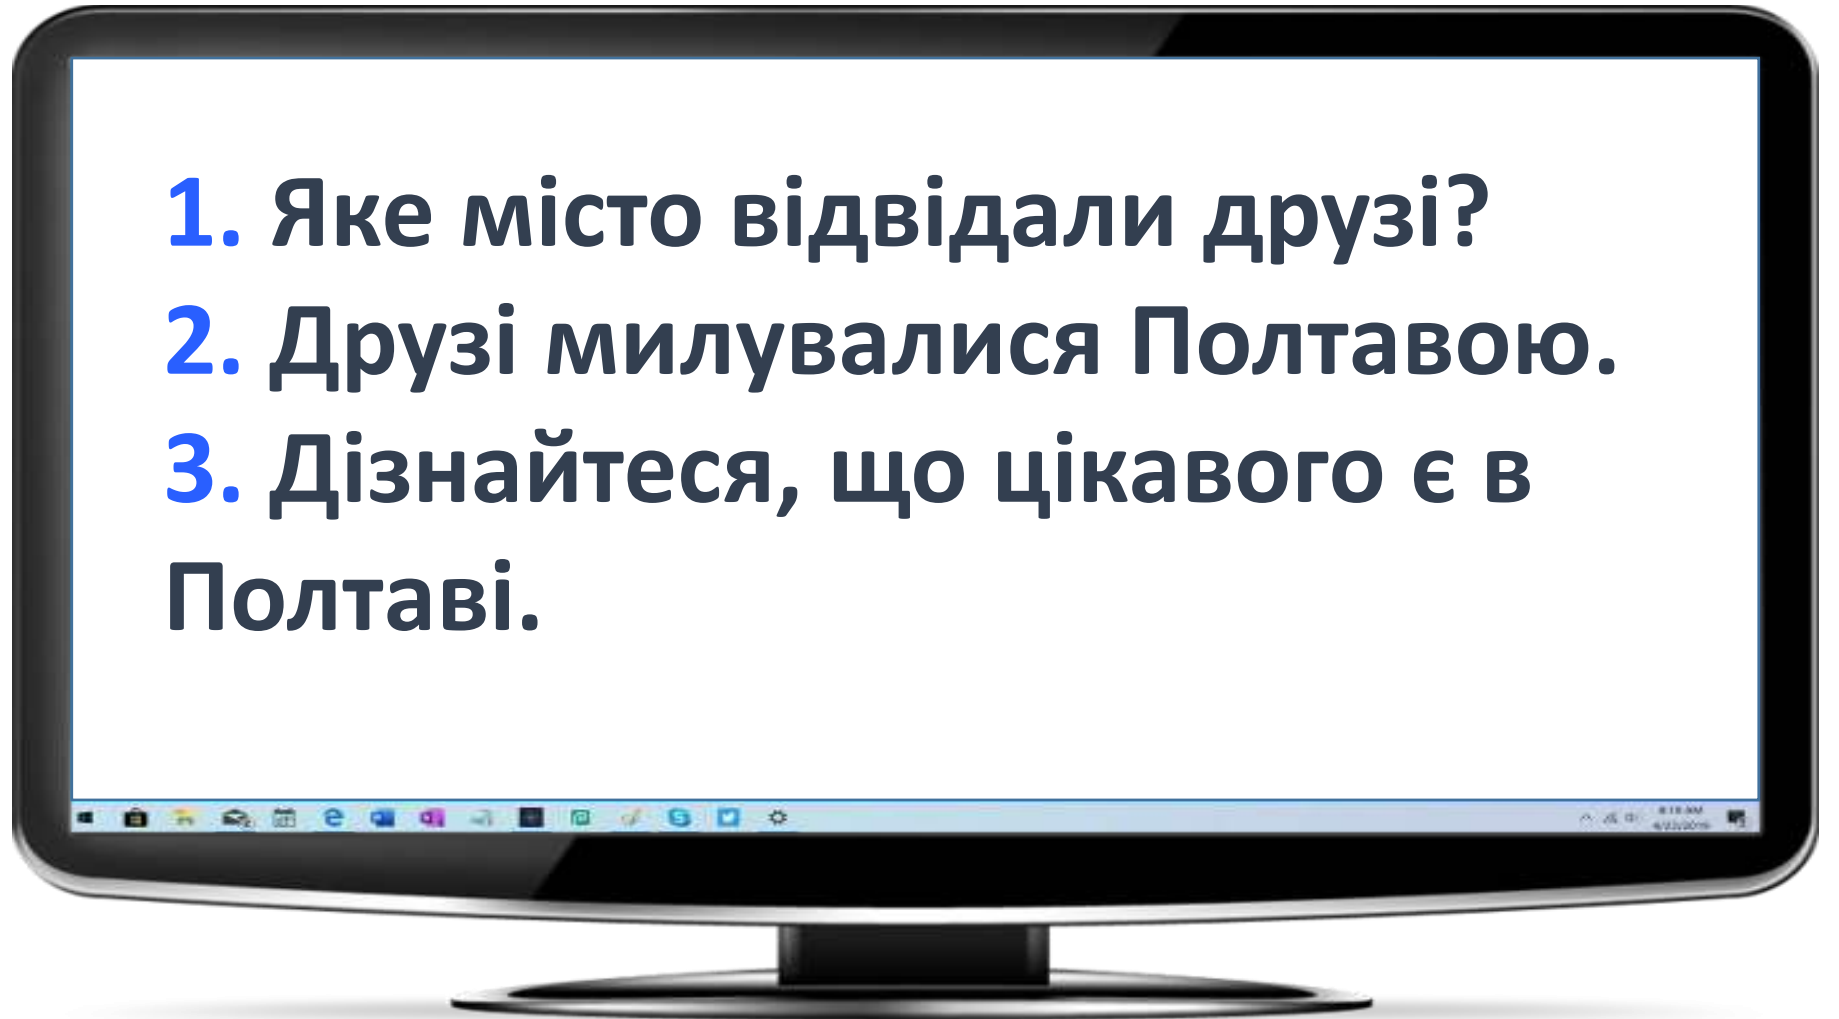 1. Яке місто відвідали друзі?
2. Друзі милувалися Полтавою.
3. Дізнайтеся, що цікавого є в
Полтаві.